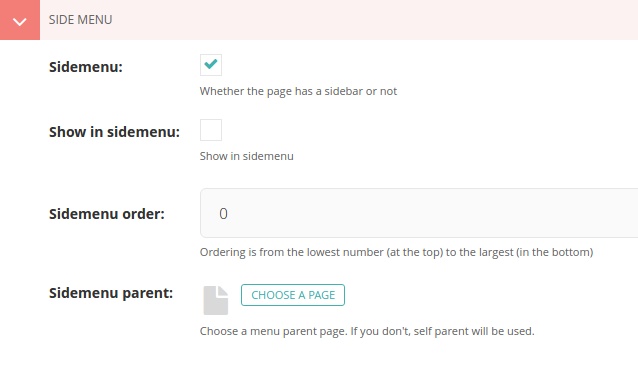 SIDE MENU
Sidemenu:
Whether the page has a sidebar or not
Show in sidemenu:
Show in sidemenu
Sidemenu order:
0
Ordering is from the lowest number (at the top) to the largest (in the bottom)
Sidemenu parent:
CHOOSE A PAGE
Choose a menu parent page. If you don't, self parent will be used.